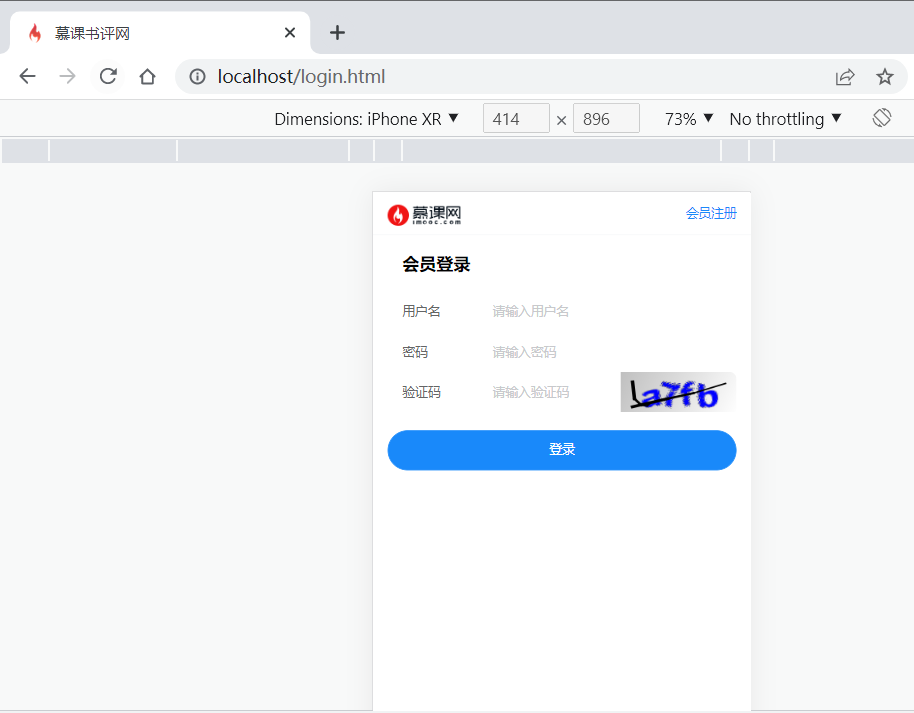 慕课书评网
localhost/login.html
Dimensions: iPhone XR 414 × 896 73% No throttling
慕课网 会员注册
imooc.com
会员登录
用户名 请输入用户名
密码 请输入密码
验证码 请输入验证码 a7fb
登录